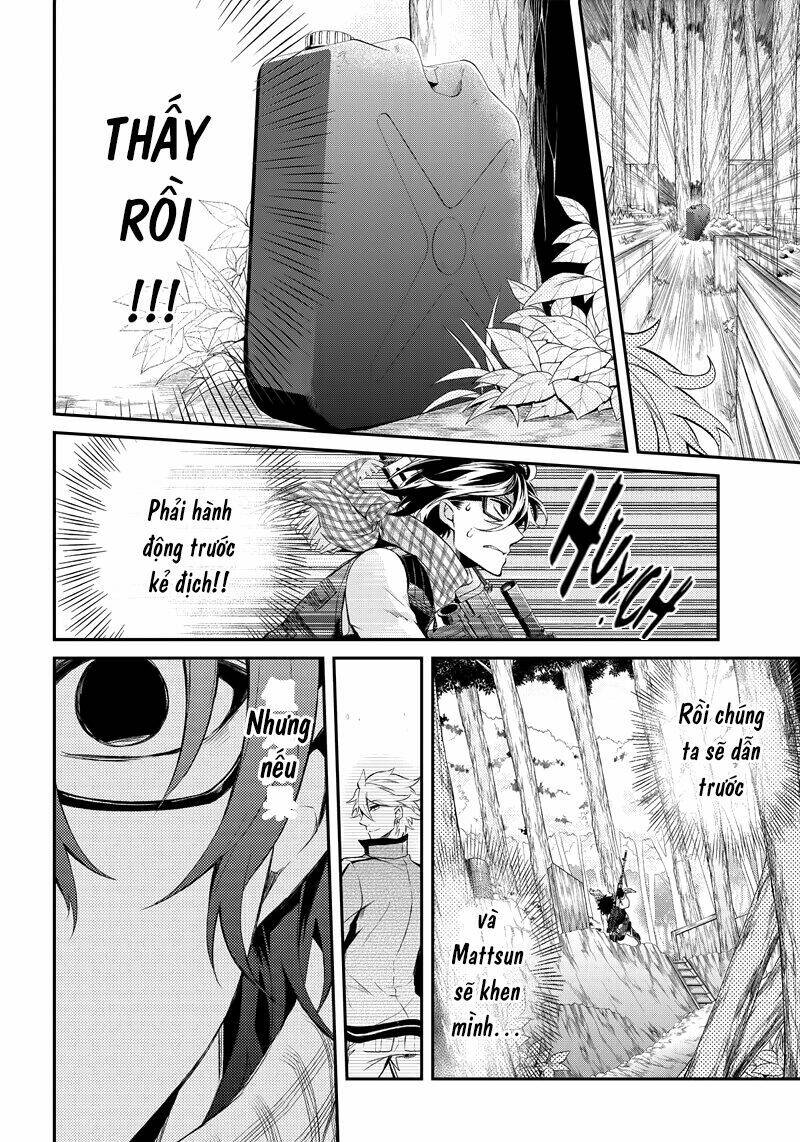 THẤY
RỒI
!!!
Phải hành
động trước
kẻ địch!!
HUỴCH
Rồi chúng
ta sẽ dẫn
trước
và
Mattsun
sẽ khen
mình...
Nhưng
nếu